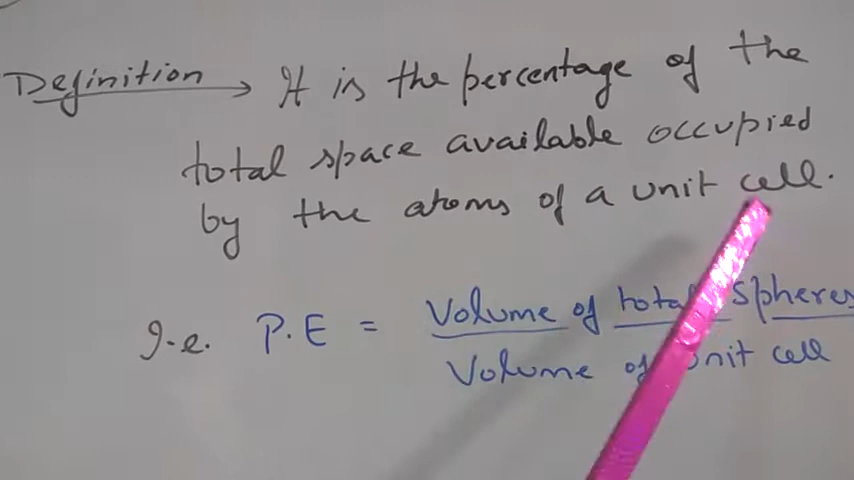 Definition → It is the percentage of the
total space available occupied
by the atoms of a unit cell.
I.e. P.E = Volume of total spheres
Volume of unit cell